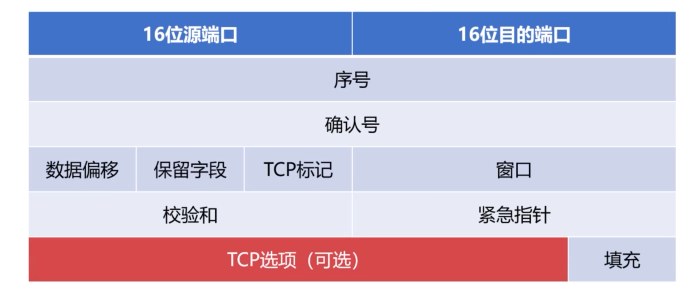 16位源端口 16位目的端口
序号
确认号
数据偏移 保留字段 TCP标记 窗口
校验和 紧急指针
TCP选项（可选） 填充